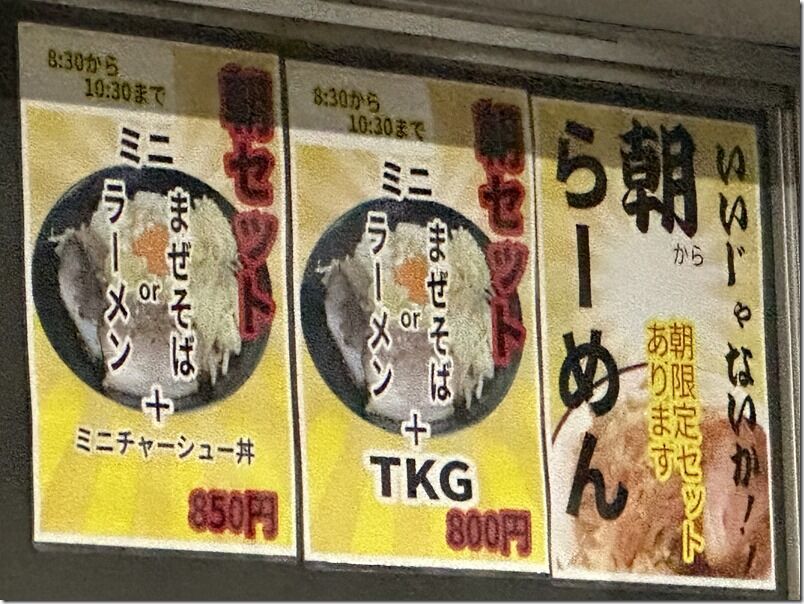 8:30から
10:30まで
朝セット
ミニ
まぜそば
or
ラーメン
+
ミニチャーシュー丼
850円
8:30から
10:30まで
朝セット
ミニ
まぜそば
or
ラーメン
+
TKG
800円
いいじゃないか!!
朝
から
らーめん
朝限定セット
あります